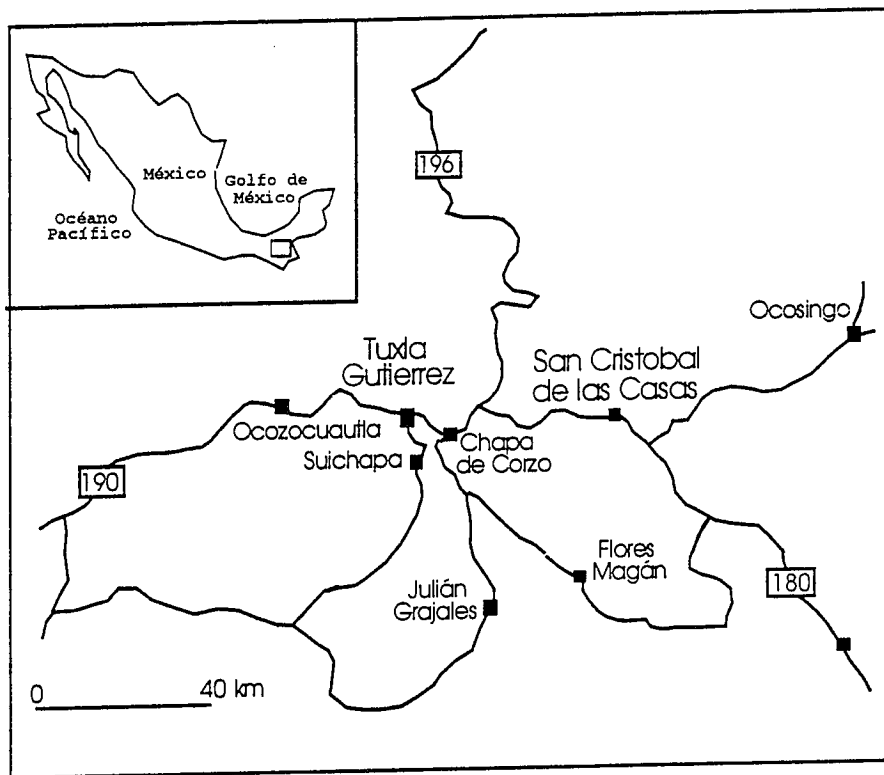 México
Golfo de
México
Océano
Pacífico
196
Ocosingo
Tuxla
Gutierrez
San Cristobal
de las Casas
Ocozocuautla
Suichapa
Chapa
de Corzo
190
Flores
Magán
180
Julián
Grajales
0
40 km